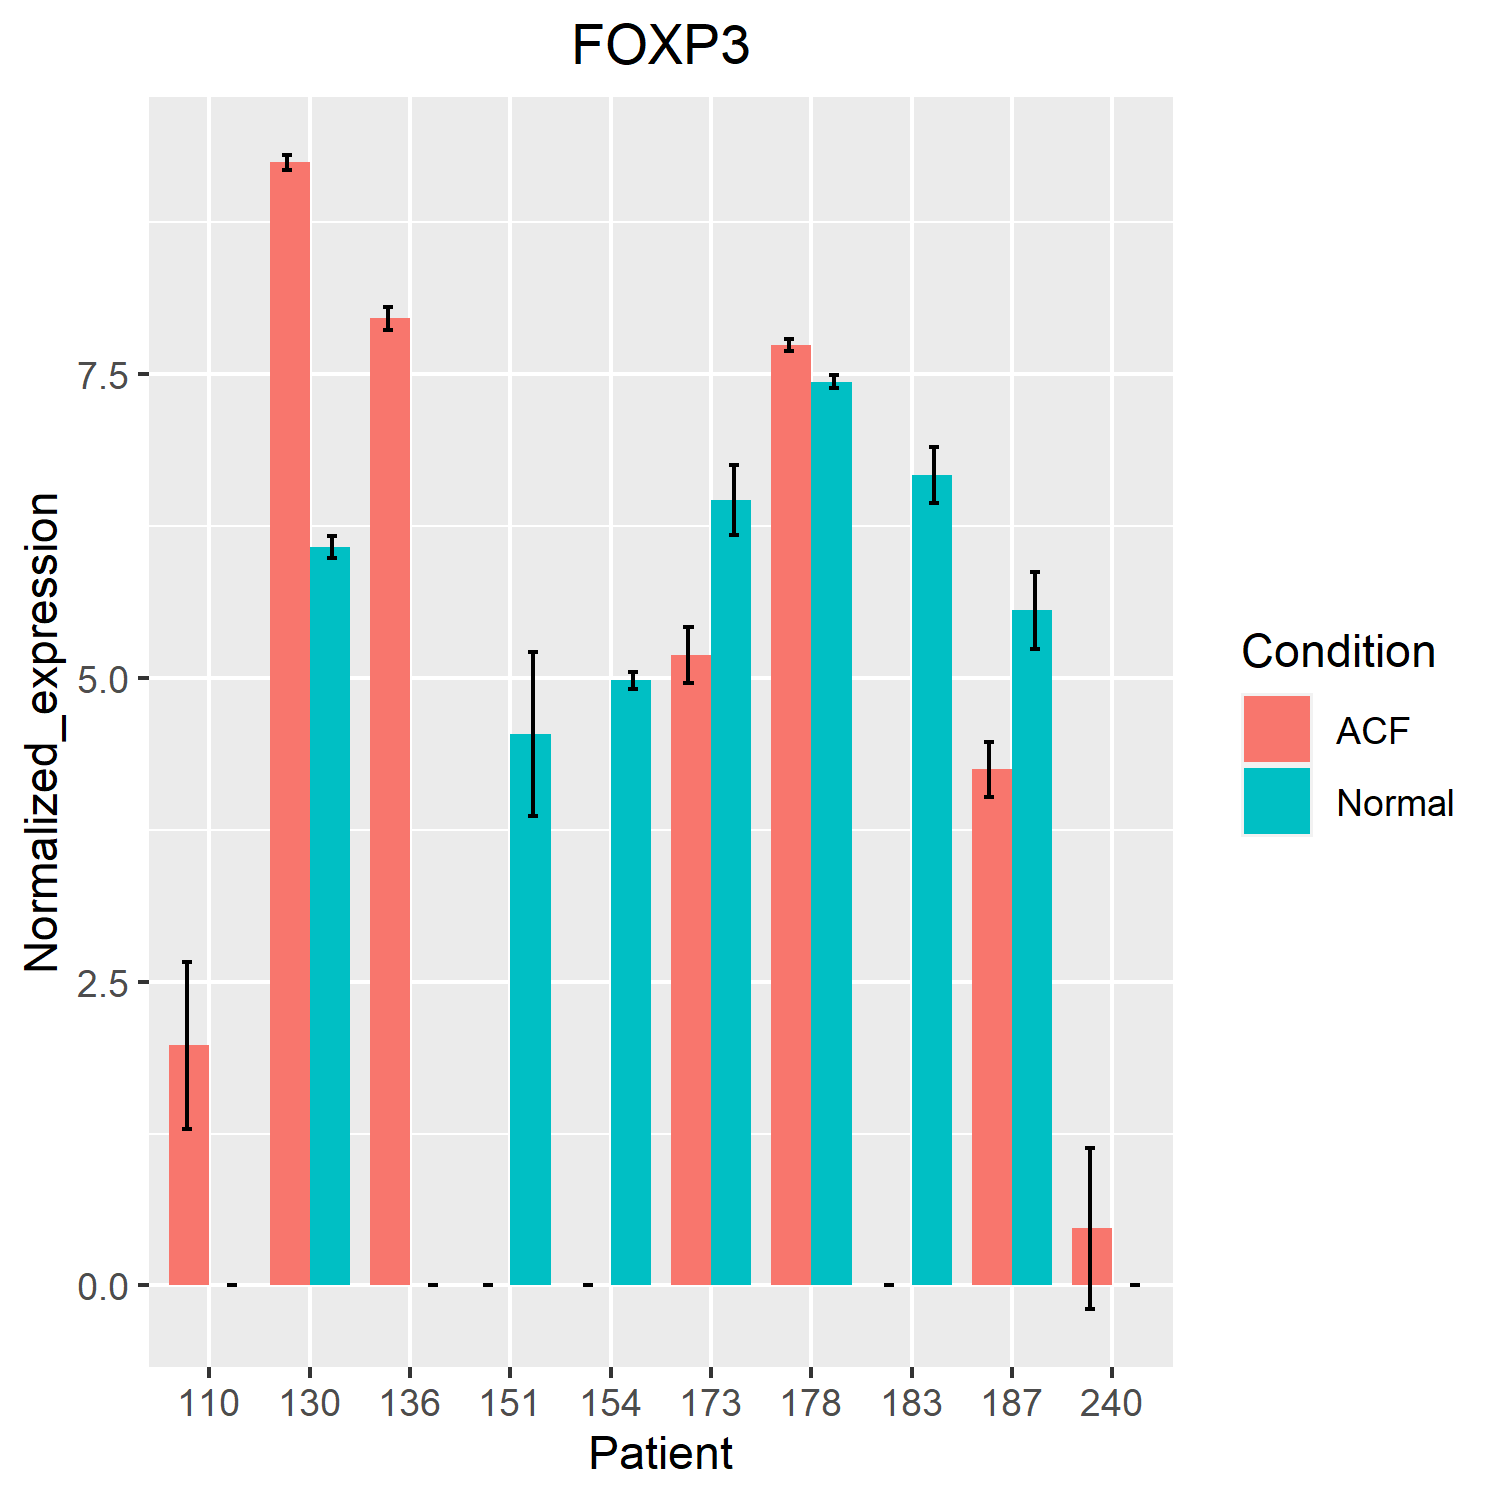 FOXP3
Normalized_expression
7.5
5.0
2.5
0.0
110 130 136 151 154 173 178 183 187 240
Patient
Condition
ACF
Normal